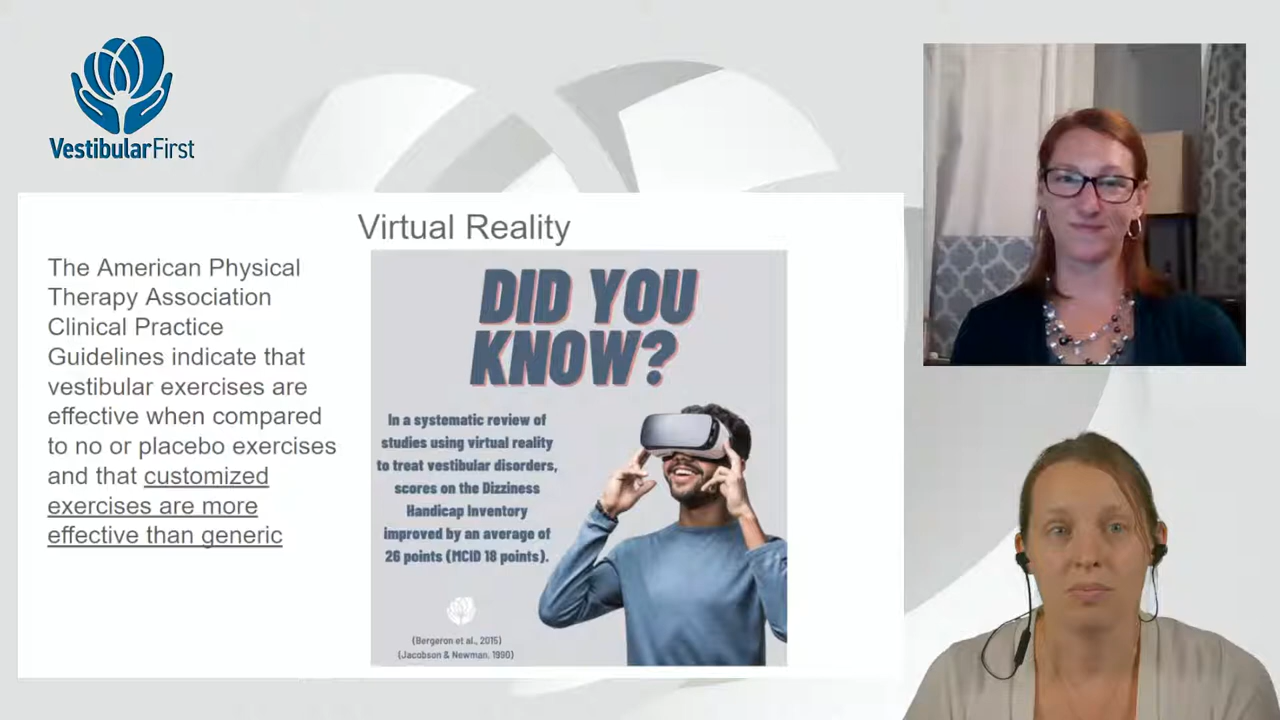 VestibularFirst
Virtual Reality
The American Physical
Therapy Association
Clinical Practice
Guidelines indicate that
vestibular exercises are
effective when compared
to no or placebo exercises
and that customized
exercises are more
effective than generic
DID YOU
KNOW?
In a systematic review of
studies using virtual reality
to treat vestibular disorders,
scores on the Dizziness
Handicap Inventory
improved by an average of
26 points (MCID 18 points).
(Bergeron et al., 2015)
(Jacobson & Newman, 1990)